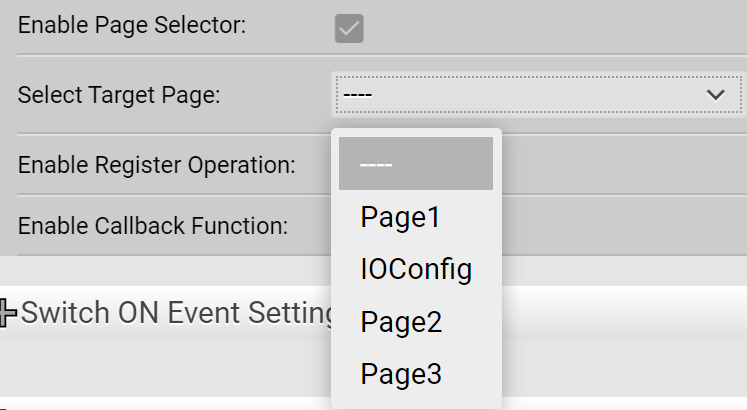 Enable Page Selector:
Select Target Page: ----
----
Enable Register Operation:
Page1
Enable Callback Function:
IOConfig
Switch ON Event Setting
Page2
Page3